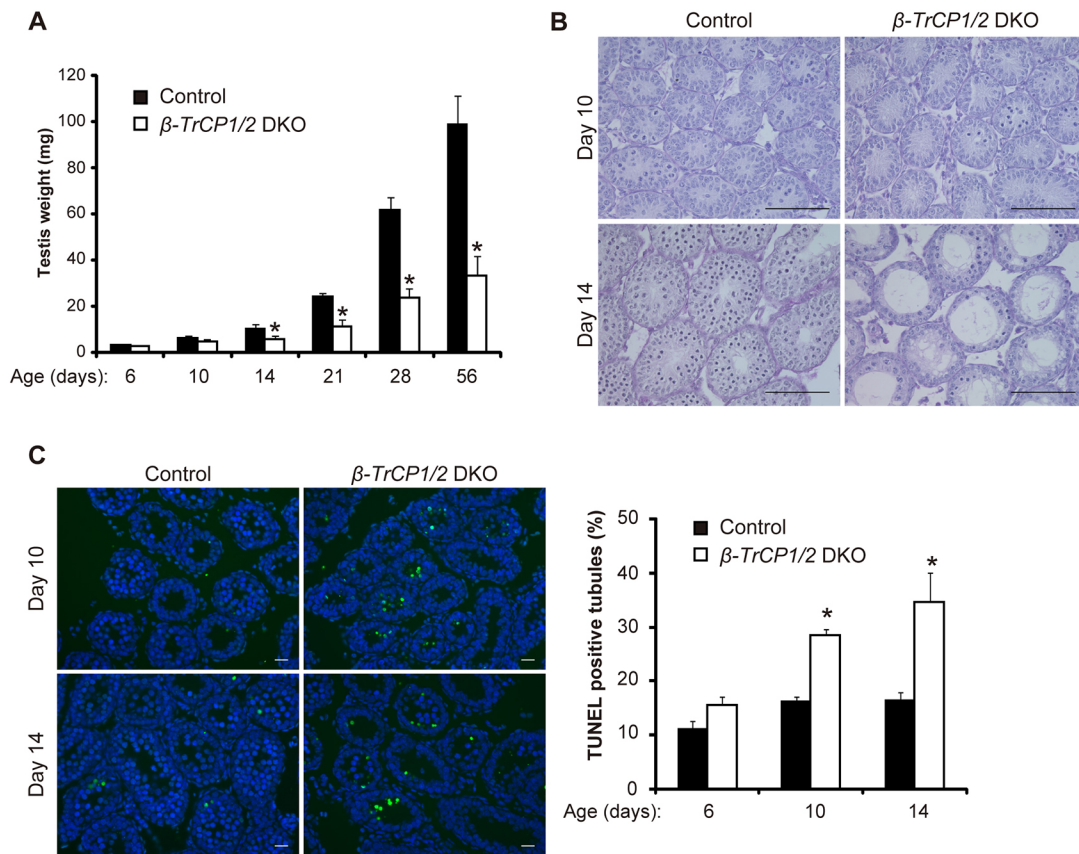 A
Testis weight (mg)
120
100
80
60
40
20
0
Control
β-TrCP1/2 DKO
*
*
*
*
Age (days): 6 10 14 21 28 56
B
Control β-TrCP1/2 DKO
Day 10
Day 14
C
Control β-TrCP1/2 DKO
Day 10
Day 14
TUNEL positive tubules (%)
50
40
30
20
10
0
Control
β-TrCP1/2 DKO
*
*
Age (days): 6 10 14